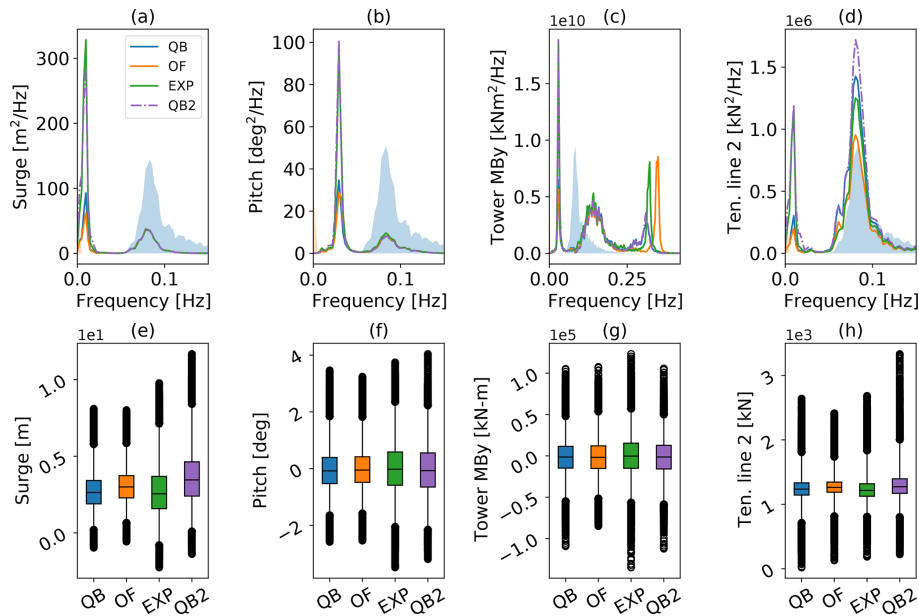 (a)
(b)
(c)
(d)
1e10
1e6
Surge [m²/Hz]
300
200
100
0
QB
OF
EXP
QB2
0.0
0.1
Frequency [Hz]
Pitch [deg²/Hz]
100
80
60
40
20
0
0.0
0.1
Frequency [Hz]
Tower MBy [kNm²/Hz]
1.5
1.0
0.5
0.0
0.00
0.25
Frequency [Hz]
Ten. line 2 [kN²/Hz]
1.5
1.2
0.9
0.6
0.3
0.0
0.0
0.1
Frequency [Hz]
(e)
(f)
(g)
(h)
1e1
1e5
1e3
Surge [m]
1.0
0.5
0.0
QB
OF
EXP
QB2
Pitch [deg]
4
2
0
−2
QB
OF
EXP
QB2
Tower MBy [kN-m]
1.0
0.5
0.0
−0.5
−1.0
QB
OF
EXP
QB2
Ten. line 2 [kN]
3
2
1
0
QB
OF
EXP
QB2